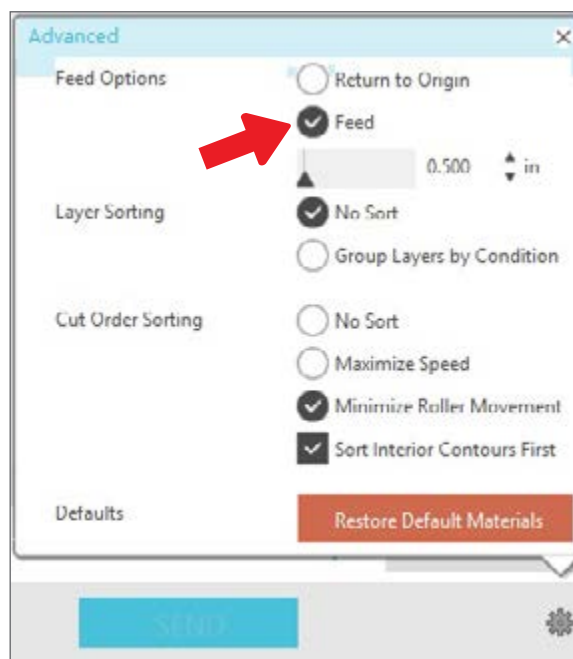 Advanced
Feed Options
Return to Origin
Feed
0.500 in
Layer Sorting
No Sort
Group Layers by Condition
Cut Order Sorting
No Sort
Maximize Speed
Minimize Roller Movement
Sort Interior Contours First
Defaults
Restore Default Materials
SEND